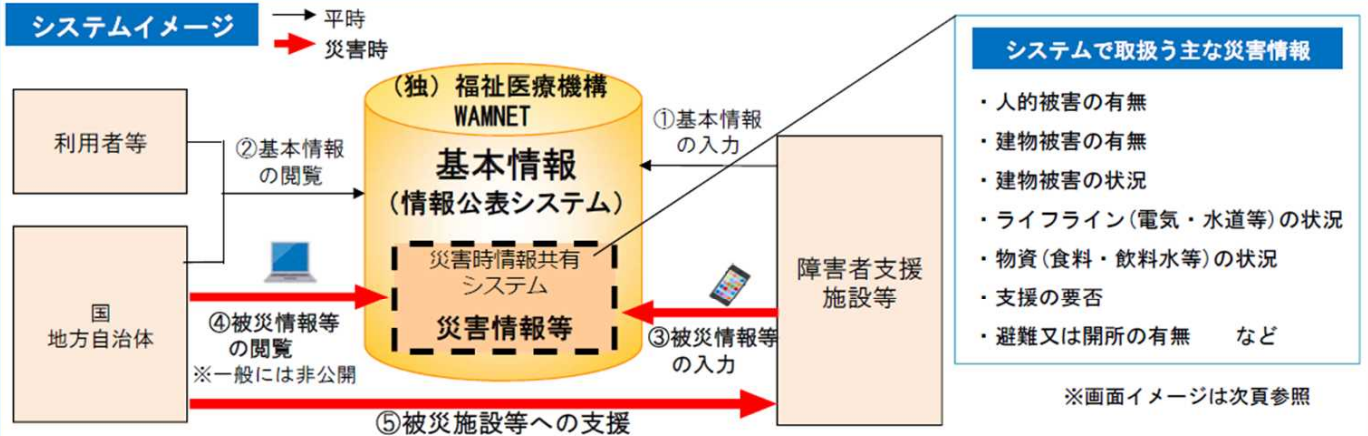 システムイメージ
平時
災害時
利用者等
②基本情報
の閲覧
国
地方自治体
④被災情報等
の閲覧
※一般には非公開
(独)福祉医療機構
WAMNET
基本情報
(情報公表システム)
災害時情報共有
システム
災害情報等
①基本情報
の入力
③被災情報等
の入力
障害者支援
施設等
⑤被災施設等への支援
システムで取扱う主な災害情報
・人的被害の有無
・建物被害の有無
・建物被害の状況
・ライフライン(電気・水道等)の状況
・物資(食料・飲料水等)の状況
・支援の要否
・避難又は開所の有無　など
※画面イメージは次頁参照